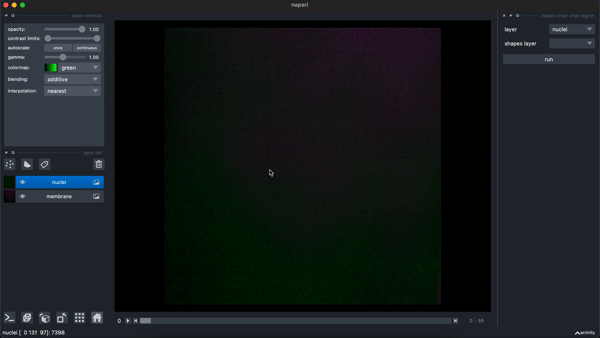 napari
layer controls
napari-crop: crop region
opacity: 1.00
contrast limits:
autoscale: once continuous
gamma: 1.00
colormap: green
blending: additive
interpolation: nearest
layer nuclei
shapes layer
run
layer list
nuclei
membrane
0 0 59
nuclei [ 0 131 97]: 7398
activity